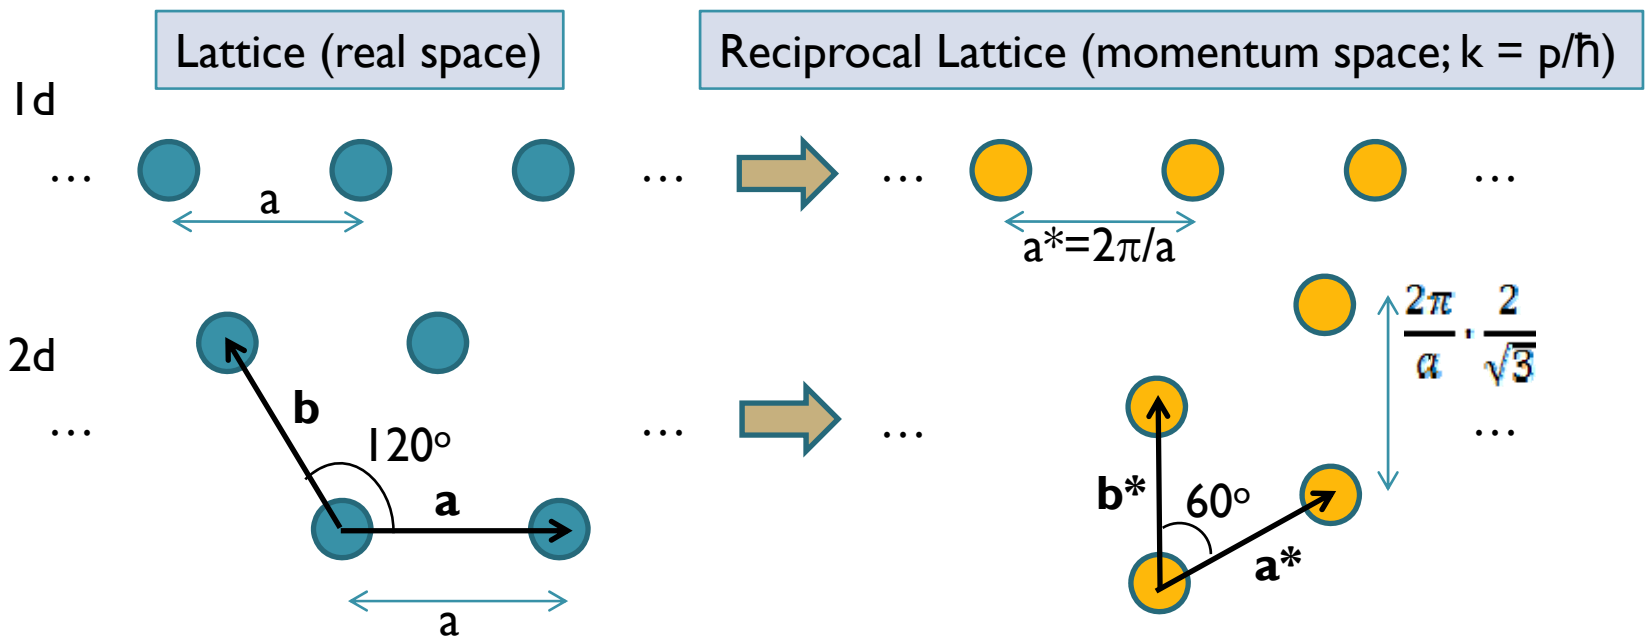 Lattice (real space)
Reciprocal Lattice (momentum space; k = p/ħ)
1d
... ... ... ...
a
a*=2π/a
2d
2π/a · 2/√3
b
120°
a
... ... ... ...
b*
60°
a*
a